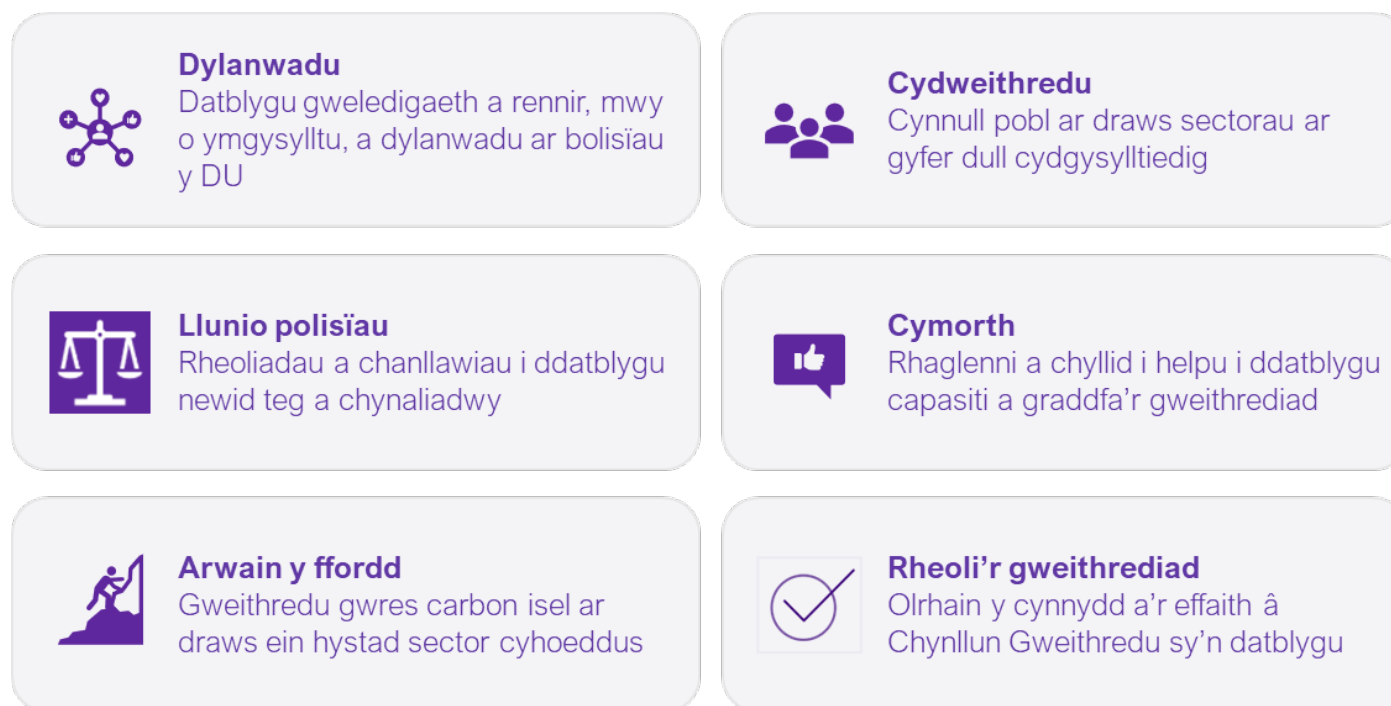 Dylanwadu
Datblygu gweledigaeth a rennir, mwy
o ymgysylltu, a dylanwadu ar bolisïau
y DU
Cydweithredu
Cynnull pobl ar draws sectorau ar
gyfer dull cydgysylltiedig
Llunio polisïau
Rheoliadau a chanllawiau i ddatblygu
newid teg a chynaliadwy
Cymorth
Rhaglenni a chyllid i helpu i ddatblygu
capasiti a graddfa’r gweithrediad
Arwain y ffordd
Gweithredu gwres carbon isel ar
draws ein hystad sector cyhoeddus
Rheoli’r gweithrediad
Olrhain y cynnydd a’r effaith â
Chynllun Gweithredu sy’n datblygu